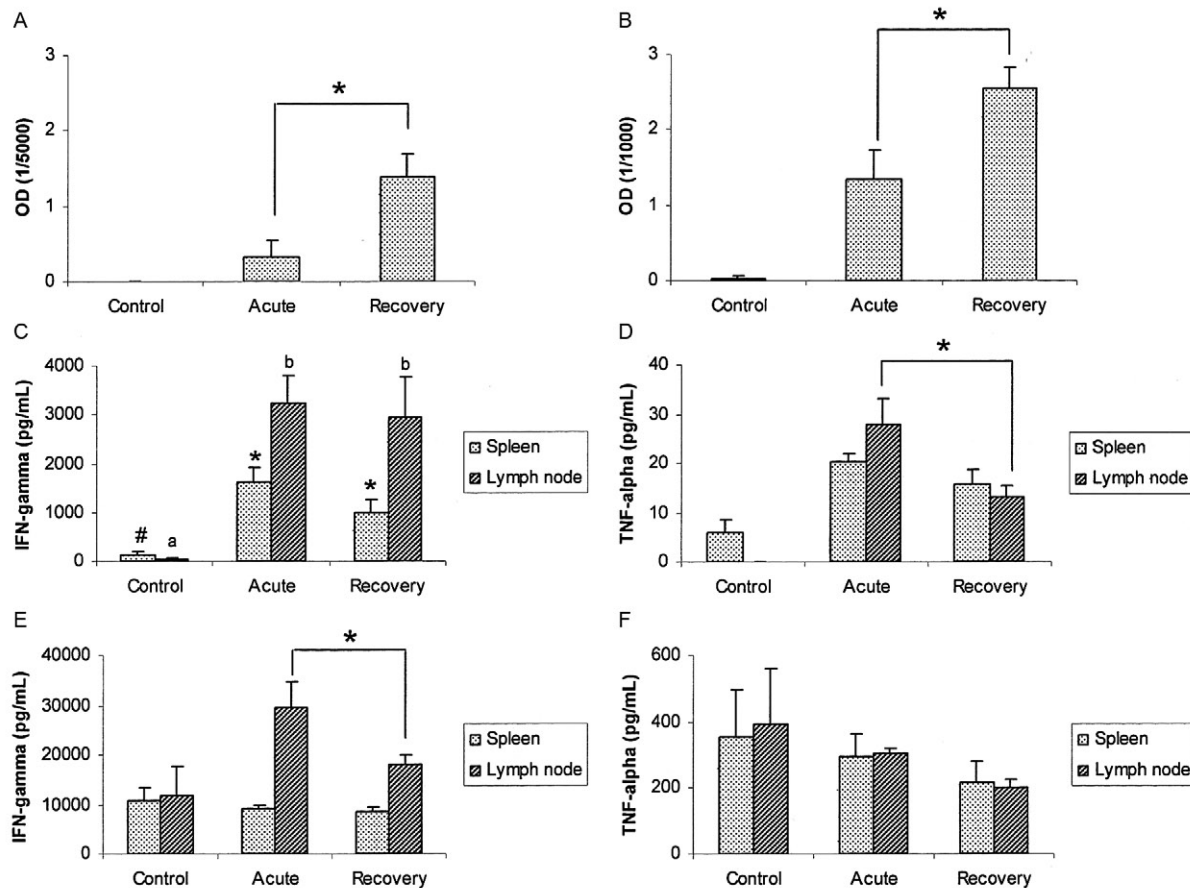 A
OD (1/5000)
3
2
1
0
*
Control Acute Recovery
B
OD (1/1000)
3
2
1
0
*
Control Acute Recovery
C
IFN-gamma (pg/mL)
4000
3000
2000
1000
0
# a * b * b
Control Acute Recovery
Spleen
Lymph node
D
TNF-alpha (pg/mL)
40
30
20
10
0
*
Control Acute Recovery
Spleen
Lymph node
E
IFN-gamma (pg/mL)
40000
30000
20000
10000
0
*
Control Acute Recovery
Spleen
Lymph node
F
TNF-alpha (pg/mL)
600
400
200
0
Control Acute Recovery
Spleen
Lymph node